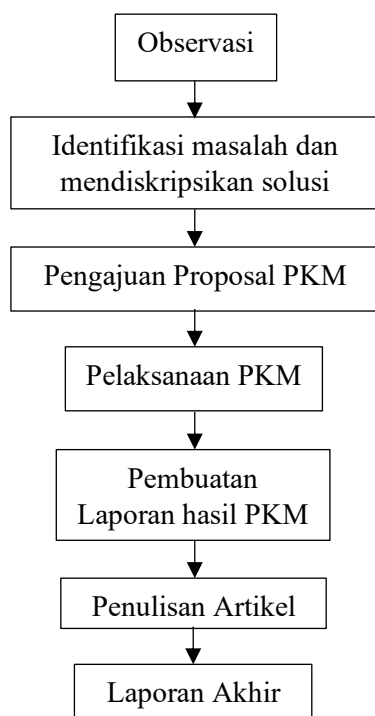 Observasi
Identifikasi masalah dan
mendiskripsikan solusi
Pengajuan Proposal PKM
Pelaksanaan PKM
Pembuatan
Laporan hasil PKM
Penulisan Artikel
Laporan Akhir